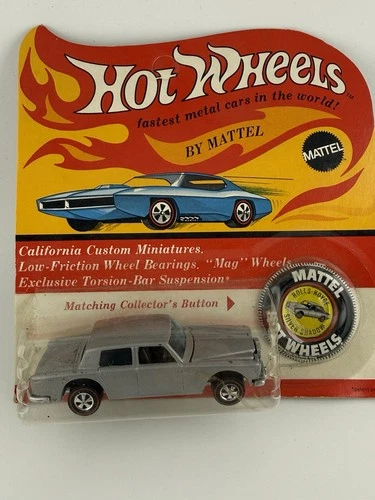 HOT WHEELS
fastest metal cars in the world!
BY MATTEL
MATTEL
California Custom Miniatures.
Low-Friction Wheel Bearings. "Mag" Wheels
Exclusive Torsion-Bar Suspension
Matching Collector's Button
MATTEL
ROLLS-ROYCE
SILVER SHADOW
WHEELS